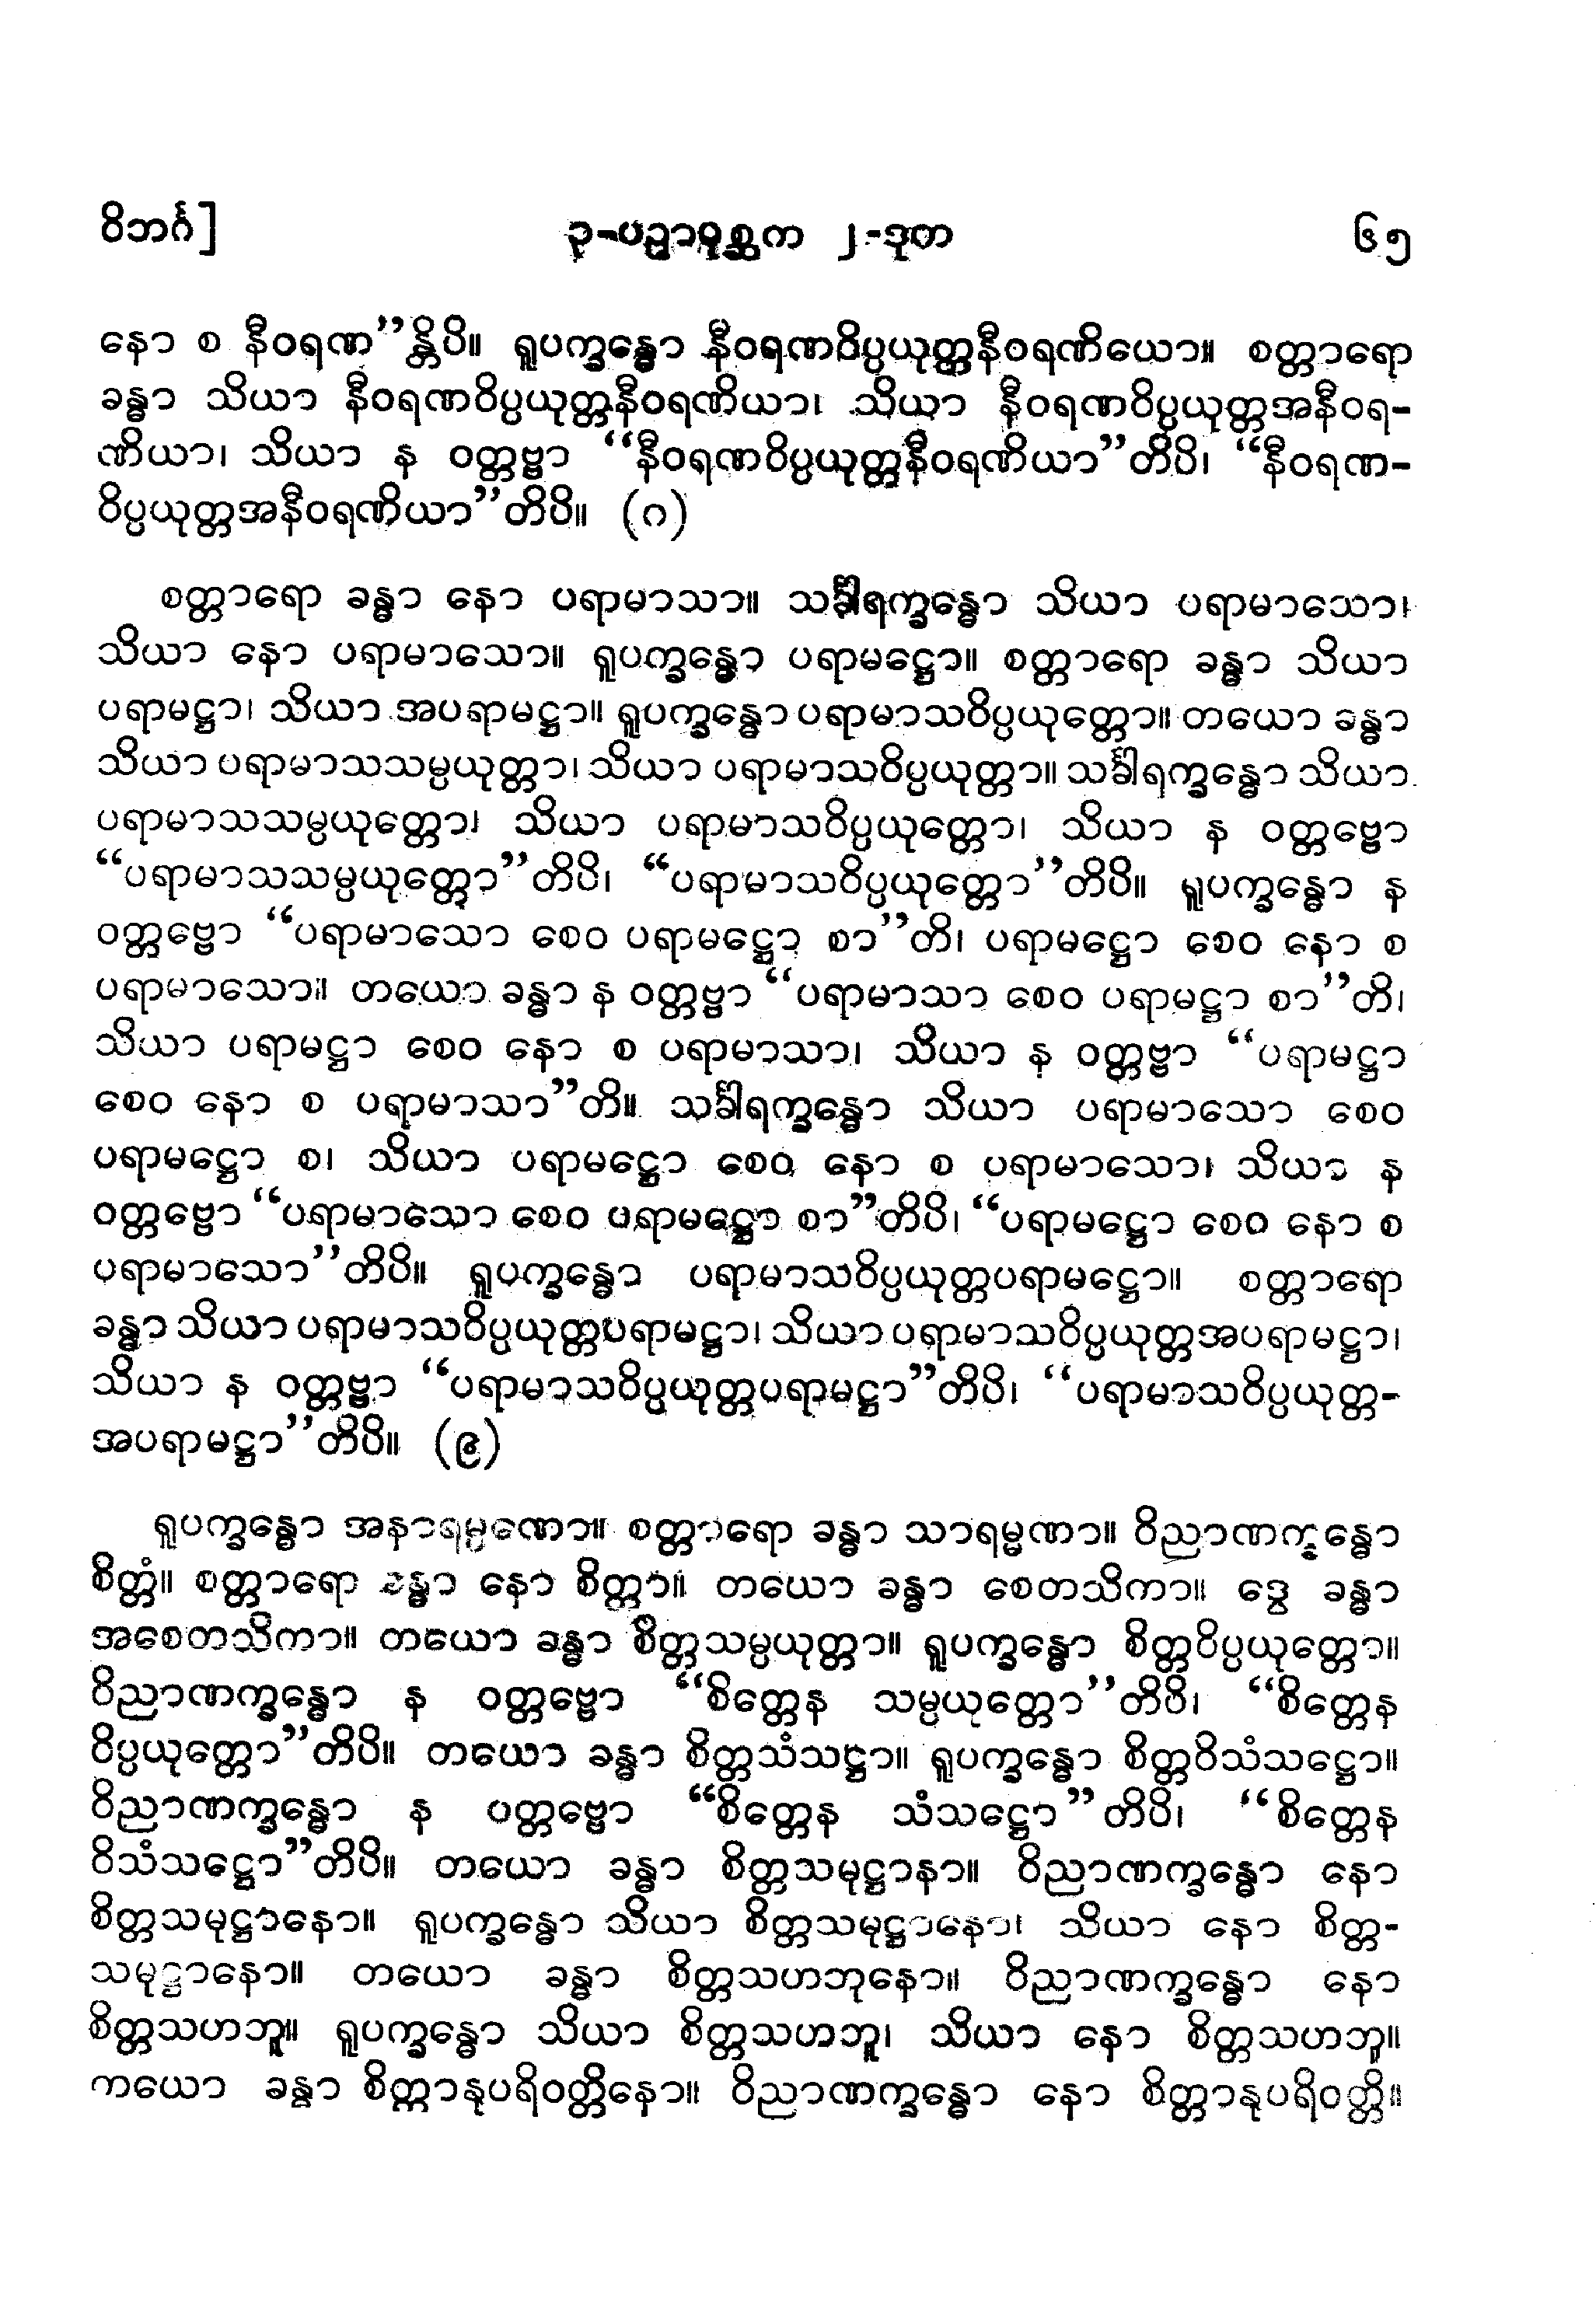 ဝိဘင်္ဂ] ၃-ပဉှာပုစ္ဆက ၂-ဒုတ ၆၅
နော စ နီဝရဏ”န္တိပိ။ ရူပက္ခန္ဓော နီဝရဏဝိပ္ပယုတ္တနီဝရဏိယော။ စတ္တာရော
ခန္ဓာ သိယာ နီဝရဏဝိပ္ပယုတ္တနီဝရဏိယာ၊ သိယာ နီဝရဏဝိပ္ပယုတ္တအနီဝရ-
ဏိယာ၊ သိယာ န ဝတ္တဗ္ဗာ “နီဝရဏဝိပ္ပယုတ္တနီဝရဏိယာ”တိပိ၊ “နီဝရဏ-
ဝိပ္ပယုတ္တအနီဝရဏိယာ”တိပိ။ (ဂ)
စတ္တာရော ခန္ဓာ နော ပရာမာသာ။ သင်္ခါရက္ခန္ဓော သိယာ ပရာမာသော၊
သိယာ နော ပရာမာသော။ ရူပက္ခန္ဓော ပရာမဋ္ဌော။ စတ္တာရော ခန္ဓာ သိယာ
ပရာမဋ္ဌာ၊ သိယာ အပရာမဋ္ဌာ။ ရူပက္ခန္ဓော ပရာမာသဝိပ္ပယုတ္တော။ တယော ခန္ဓာ
သိယာ ပရာမာသသမ္ပယုတ္တာ၊ သိယာ ပရာမာသဝိပ္ပယုတ္တာ။ သင်္ခါရက္ခန္ဓော သိယာ
ပရာမာသသမ္ပယုတ္တော၊ သိယာ ပရာမာသဝိပ္ပယုတ္တော၊ သိယာ န ဝတ္တဗ္ဗော
“ပရာမာသသမ္ပယုတ္တော”တိပိ၊ “ပရာမာသဝိပ္ပယုတ္တော”တိပိ။ ရူပက္ခန္ဓော န
ဝတ္တဗ္ဗော “ပရာမာသော စေဝ ပရာမဋ္ဌော စာ”တိ၊ ပရာမဋ္ဌော စေဝ နော စ
ပရာမာသော။ တယော ခန္ဓာ န ဝတ္တဗ္ဗာ “ပရာမာသာ စေဝ ပရာမဋ္ဌာ စာ”တိ၊
သိယာ ပရာမဋ္ဌာ စေဝ နော စ ပရာမာသာ၊ သိယာ န ဝတ္တဗ္ဗာ “ပရာမဋ္ဌာ
စေဝ နော စ ပရာမာသာ”တိ။ သင်္ခါရက္ခန္ဓော သိယာ ပရာမာသော စေဝ
ပရာမဋ္ဌော စ၊ သိယာ ပရာမဋ္ဌော စေဝ နော စ ပရာမာသော၊ သိယာ န
ဝတ္တဗ္ဗော “ပရာမာသော စေဝ ပရာမဋ္ဌော စာ”တိပိ၊ “ပရာမဋ္ဌော စေဝ နော စ
ပရာမာသော”တိပိ။ ရူပက္ခန္ဓော ပရာမာသဝိပ္ပယုတ္တပရာမဋ္ဌော။ စတ္တာရော
ခန္ဓာ သိယာ ပရာမာသဝိပ္ပယုတ္တပရာမဋ္ဌာ၊ သိယာ ပရာမာသဝိပ္ပယုတ္တအပရာမဋ္ဌာ၊
သိယာ န ဝတ္တဗ္ဗာ “ပရာမာသဝိပ္ပယုတ္တပရာမဋ္ဌာ”တိပိ၊ “ပရာမာသဝိပ္ပယုတ္တ-
အပရာမဋ္ဌာ”တိပိ။ (၉)
ရူပက္ခန္ဓော အနာရမ္မဏော။ စတ္တာရော ခန္ဓာ သာရမ္မဏာ။ ဝိညာဏက္ခန္ဓော
စိတ္တံ။ စတ္တာရော ခန္ဓာ နော စိတ္တာ။ တယော ခန္ဓာ စေတသိကာ။ ဒွေ ခန္ဓာ
အစေတသိကာ။ တယော ခန္ဓာ စိတ္တသမ္ပယုတ္တာ။ ရူပက္ခန္ဓော စိတ္တဝိပ္ပယုတ္တော။
ဝိညာဏက္ခန္ဓော န ဝတ္တဗ္ဗော “စိတ္တေန သမ္ပယုတ္တော”တိပိ၊ “စိတ္တေန
ဝိပ္ပယုတ္တော”တိပိ။ တယော ခန္ဓာ စိတ္တသံသဋ္ဌာ။ ရူပက္ခန္ဓော စိတ္တဝိသံသဋ္ဌော။
ဝိညာဏက္ခန္ဓော န ဝတ္တဗ္ဗော “စိတ္တေန သံသဋ္ဌော”တိပိ၊ “စိတ္တေန
ဝိသံသဋ္ဌော”တိပိ။ တယော ခန္ဓာ စိတ္တသမုဋ္ဌာနာ။ ဝိညာဏက္ခန္ဓော နော
စိတ္တသမုဋ္ဌာနော။ ရူပက္ခန္ဓော သိယာ စိတ္တသမုဋ္ဌာနော၊ သိယာ နော စိတ္တ-
သမုဋ္ဌာနော။ တယော ခန္ဓာ စိတ္တသဟဘုနော။ ဝိညာဏက္ခန္ဓော နော
စိတ္တသဟဘူ။ ရူပက္ခန္ဓော သိယာ စိတ္တသဟဘူ၊ သိယာ နော စိတ္တသဟဘူ။
တယော ခန္ဓာ စိတ္တာနုပရိဝတ္တိနော။ ဝိညာဏက္ခန္ဓော နော စိတ္တာနုပရိဝတ္တိ။